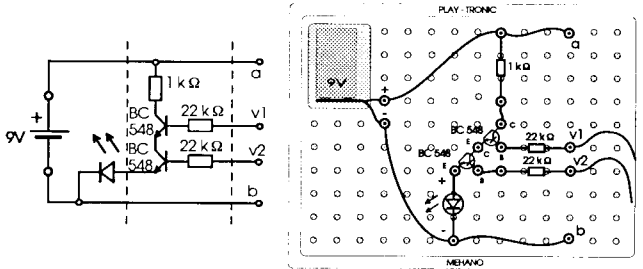 a
1 kΩ
BC
548
22 kΩ
v1
+
9V
BC
548
22 kΩ
v2
b
PLAY - TRONIC
9V
+
-
a
1 kΩ
C
BC 548
22 kΩ
v1
E
B
BC 548
C
22 kΩ
v2
E
B
+
-
b
MEHANO